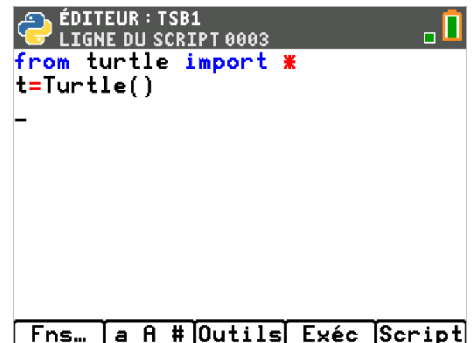 ÉDITEUR : TSB1
LIGNE DU SCRIPT 0003
from turtle import *
t=Turtle()
_
Fns… a A # Outils Exéc Script